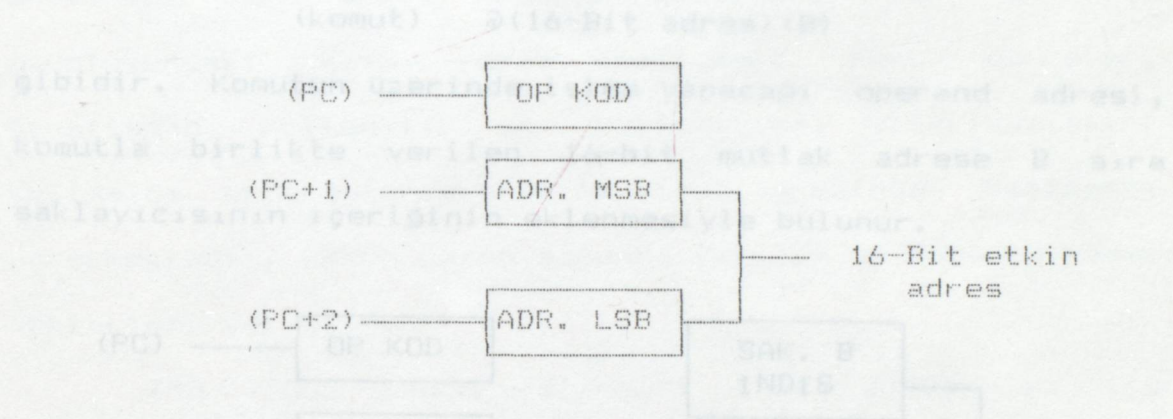 (komut) @(16-Bit adres)(B)
gibidir. Komutun üzerinde işlem yapacağı operand adresi,
(PC) OP KOD
komutla birlikte verilen 16-bit mutlak adrese B sıra
(PC+1) ADR. MSB
saklayıcısının içeriğinin eklenmesiyle bulunur.
16-Bit etkin
adres
(PC+2) ADR. LSB
(PC) OP KOD SAK. B
İNDİS